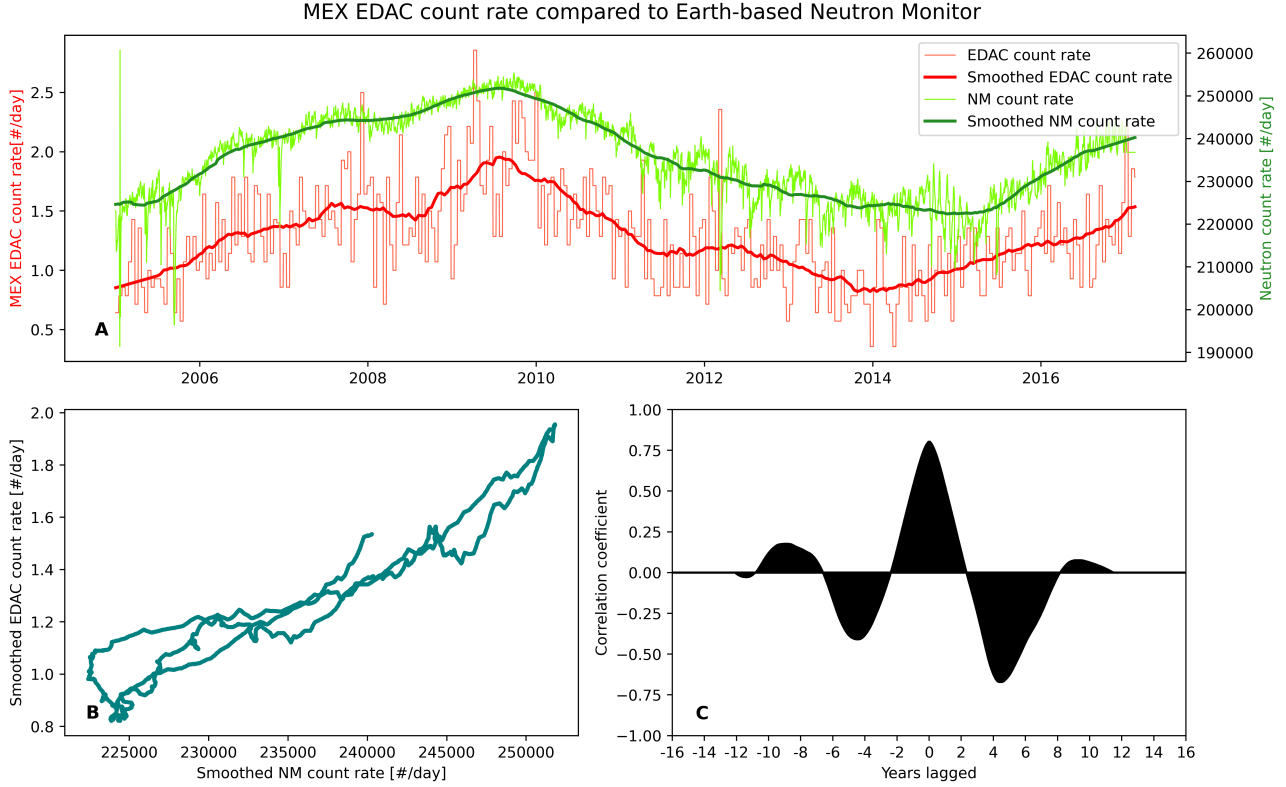 MEX EDAC count rate compared to Earth-based Neutron Monitor
MEX EDAC count rate[#/day]
2.5
2.0
1.5
1.0
0.5
A
EDAC count rate
Smoothed EDAC count rate
NM count rate
Smoothed NM count rate
260000
250000
240000
230000
220000
210000
200000
190000
Neutron count rate [#/day]
2006 2008 2010 2012 2014 2016
Smoothed EDAC count rate [#/day]
2.0
1.8
1.6
1.4
1.2
1.0
0.8
B
225000 230000 235000 240000 245000 250000
Smoothed NM count rate [#/day]
Correlation coefficient
1.00
0.75
0.50
0.25
0.00
−0.25
−0.50
−0.75
−1.00
C
-16 -14 -12 -10 -8 -6 -4 -2 0 2 4 6 8 10 12 14 16
Years lagged